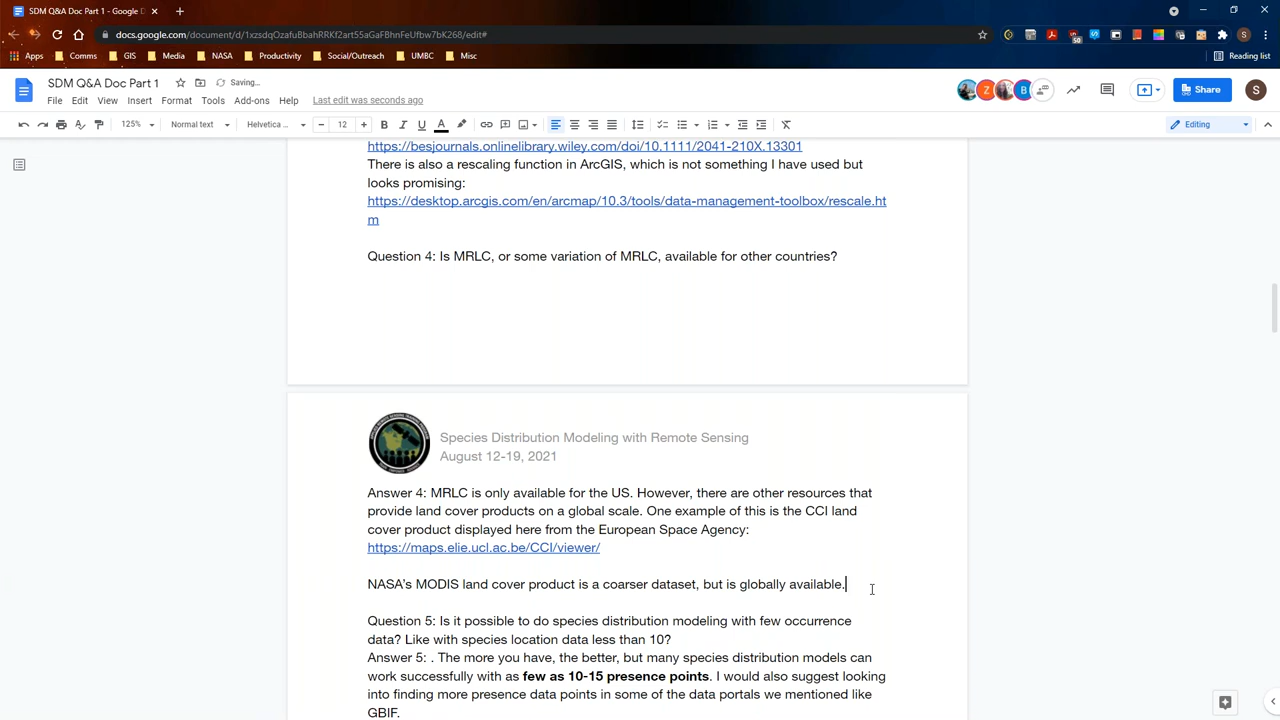 SDM Q&A Doc Part 1 - Google D
docs.google.com/document/d/1xzsdqOzafuBbahRRKf2art55aGaFBhnFeUfbw7bK268/edit#
Apps Comms GIS Media NASA Productivity Social/Outreach UMBC Misc Reading list
SDM Q&A Doc Part 1 Saving...
File Edit View Insert Format Tools Add-ons Help Last edit was seconds ago Share S
125% Normal text Helvetica ... 12 Editing
https://besjournals.onlinelibrary.wiley.com/doi/10.1111/2041-210X.13301
There is also a rescaling function in ArcGIS, which is not something I have used but
looks promising:
https://desktop.arcgis.com/en/arcmap/10.3/tools/data-management-toolbox/rescale.ht
m
Question 4: Is MRLC, or some variation of MRLC, available for other countries?
Species Distribution Modeling with Remote Sensing
August 12-19, 2021
Answer 4: MRLC is only available for the US. However, there are other resources that
provide land cover products on a global scale. One example of this is the CCI land
cover product displayed here from the European Space Agency:
https://maps.elie.ucl.ac.be/CCI/viewer/
NASA's MODIS land cover product is a coarser dataset, but is globally available.
Question 5: Is it possible to do species distribution modeling with few occurrence
data? Like with species location data less than 10?
Answer 5: . The more you have, the better, but many species distribution models can
work successfully with as few as 10-15 presence points. I would also suggest looking
into finding more presence data points in some of the data portals we mentioned like
GBIF.